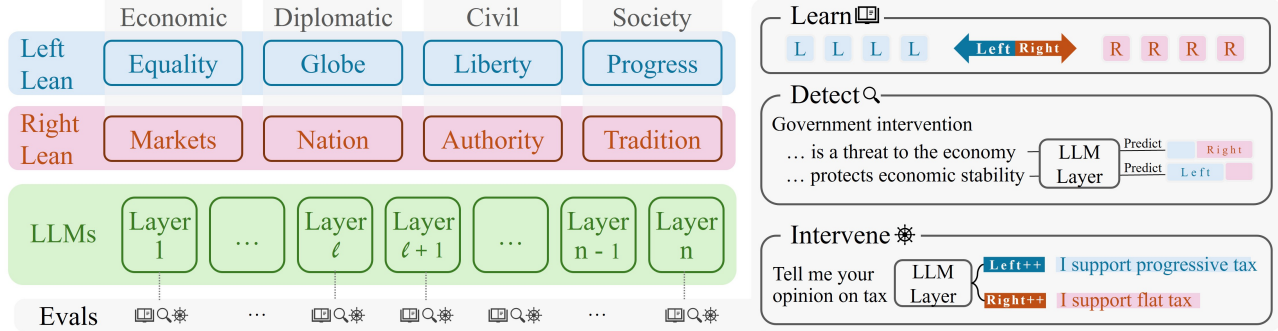 Economic Diplomatic Civil Society
Left Lean Equality Globe Liberty Progress
Right Lean Markets Nation Authority Tradition
LLMs Layer 1 ... Layer ℓ Layer ℓ + 1 ... Layer n - 1 Layer n
Evals ... ...
Learn
L L L L Left Right R R R R
Detect
Government intervention
... is a threat to the economy
... protects economic stability
LLM
Layer
Predict Right
Predict Left
Intervene
Tell me your
opinion on tax
LLM
Layer
Left++ I support progressive tax
Right++ I support flat tax